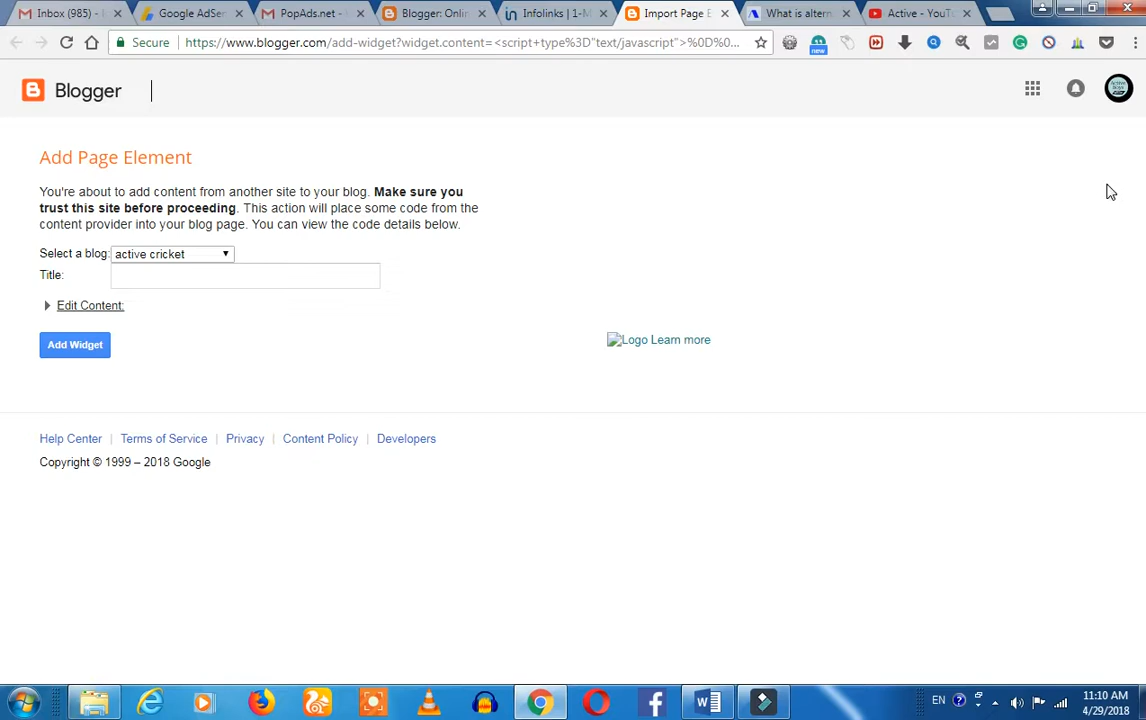 Inbox (985) -
Google AdSer
PopAds.net -
Blogger: Onli
Infolinks | 1-M
Import Page E
What is altern
Active - YouTu
Secure
https://www.blogger.com/add-widget?widget.content=<script+type%3D"text/javascript">%0D%0...
new
Blogger
Add Page Element
You're about to add content from another site to your blog. Make sure you
trust this site before proceeding. This action will place some code from the
content provider into your blog page. You can view the code details below.
Select a blog: active cricket
Title:
Edit Content:
Add Widget
Logo Learn more
Help Center | Terms of Service | Privacy | Content Policy | Developers
Copyright © 1999 – 2018 Google
EN
11:10 AM
4/29/2018